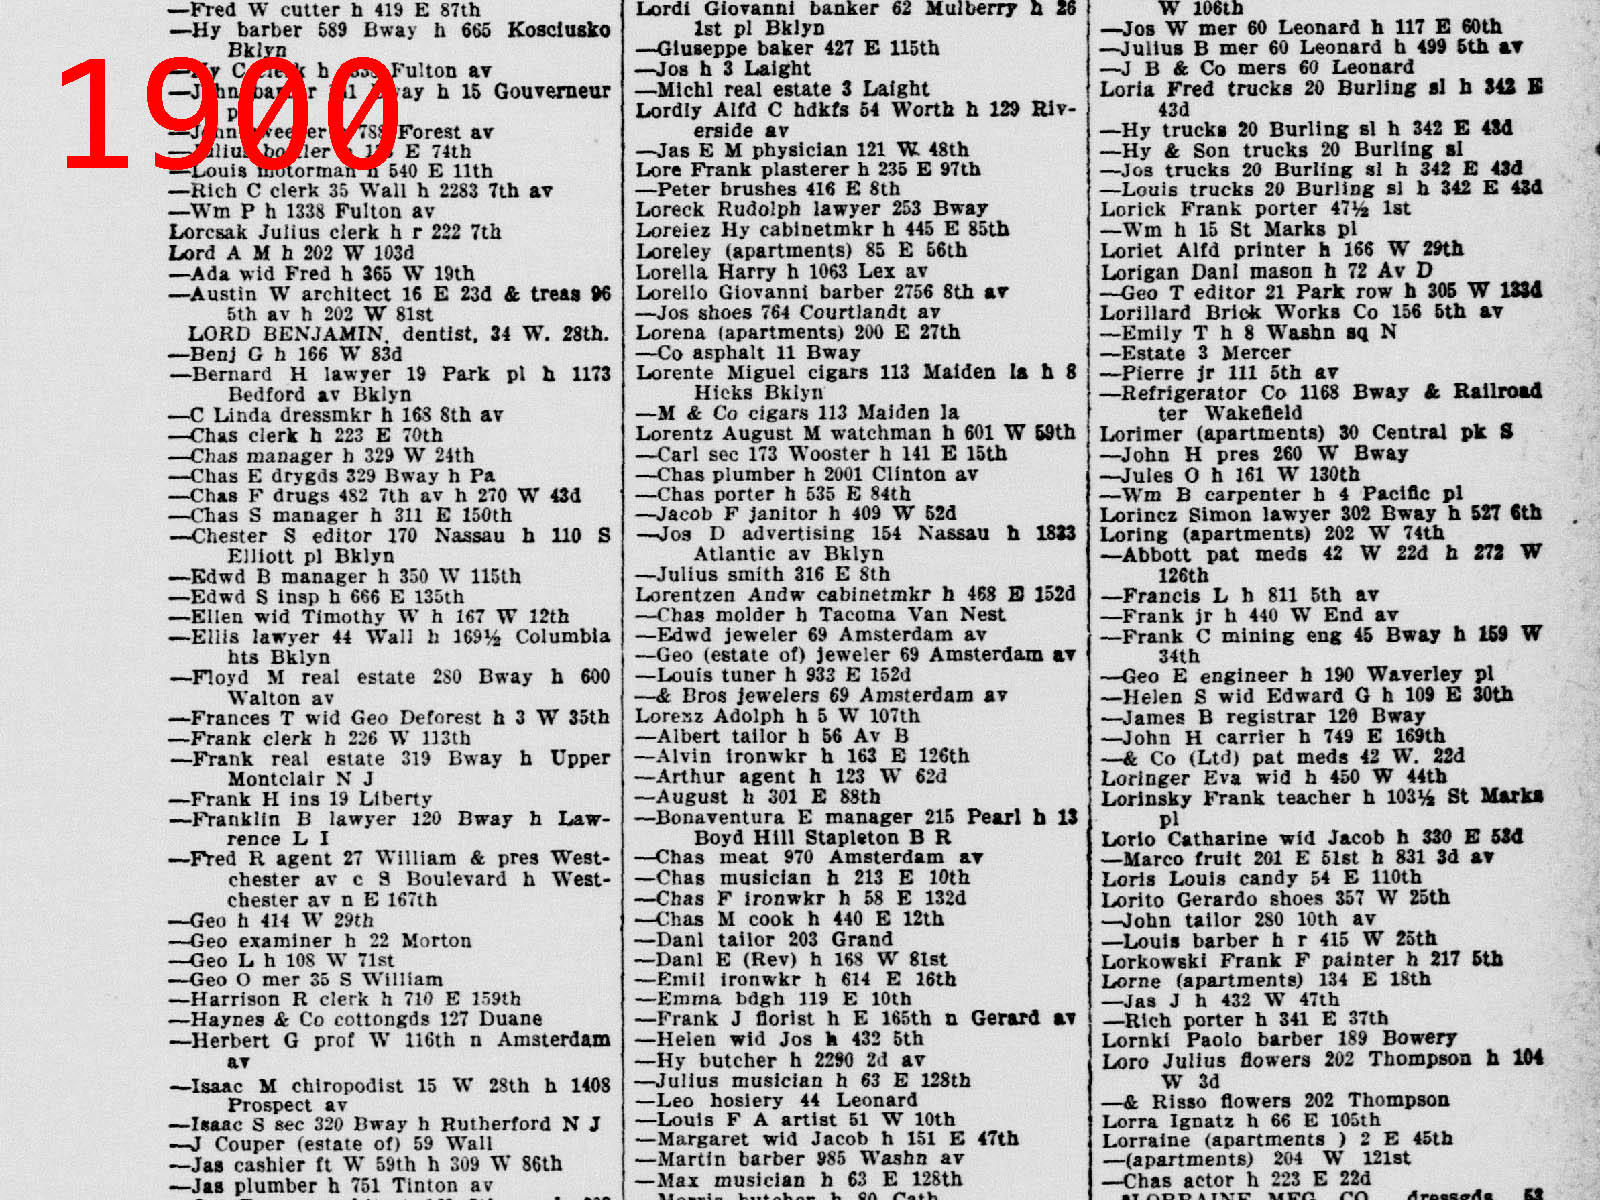 1900
—Fred W cutter h 419 E 87th
—Hy barber 589 Bway h 665 Kosciusko
Bklyn
h Fulton av
Bway h 15 Gouverneur
788 Forest av
E 74th
—Louis motorman h 540 E 11th
—Rich C clerk 35 Wall h 2283 7th av
—Wm P h 1338 Fulton av
Lorcsak Julius clerk h r 222 7th
Lord A M h 202 W 103d
—Ada wid Fred h 365 W 19th
—Austin W architect 16 E 23d & treas 96
5th av h 202 W 81st
LORD BENJAMIN, dentist, 34 W. 28th.
—Benj G h 166 W 83d
—Bernard H lawyer 19 Park pl h 1173
Bedford av Bklyn
—C Linda dressmkr h 168 8th av
—Chas clerk h 223 E 70th
—Chas manager h 329 W 24th
—Chas E drygds 329 Bway h Pa
—Chas F drugs 482 7th av h 270 W 43d
—Chas S manager h 311 E 150th
—Chester S editor 170 Nassau h 110 S
Elliott pl Bklyn
—Edwd B manager h 350 W 115th
—Edwd S insp h 666 E 135th
—Ellen wid Timothy W h 167 W 12th
—Ellis lawyer 44 Wall h 169½ Columbia
hts Bklyn
—Floyd M real estate 280 Bway h 600
Walton av
—Frances T wid Geo Deforest h 3 W 35th
—Frank clerk h 226 W 113th
—Frank real estate 319 Bway h Upper
Montclair N J
—Frank H ins 19 Liberty
—Franklin B lawyer 120 Bway h Law-
rence L I
—Fred R agent 27 William & pres West-
chester av c S Boulevard h West-
chester av n E 167th
—Geo h 414 W 29th
—Geo examiner h 22 Morton
—Geo L h 108 W 71st
—Geo O mer 35 S William
—Harrison R clerk h 710 E 159th
—Haynes & Co cottongds 127 Duane
—Herbert G prof W 116th n Amsterdam
av
—Isaac M chiropodist 15 W 28th h 1408
Prospect av
—Isaac S sec 320 Bway h Rutherford N J
—J Couper (estate of) 59 Wall
—Jas cashier ft W 59th h 309 W 86th
—Jas plumber h 751 Tinton av
Lordi Giovanni banker 62 Mulberry h 26
1st pl Bklyn
—Giuseppe baker 427 E 115th
—Jos h 3 Laight
—Michl real estate 3 Laight
Lordly Alfd C hdkfs 54 Worth h 129 Riv-
erside av
—Jas E M physician 121 W 48th
Lore Frank plasterer h 235 E 97th
—Peter brushes 416 E 8th
Loreck Rudolph lawyer 253 Bway
Loreiez Hy cabinetmkr h 445 E 85th
Loreley (apartments) 85 E 56th
Lorella Harry h 1063 Lex av
Lorello Giovanni barber 2756 8th av
—Jos shoes 764 Courtlandt av
Lorena (apartments) 200 E 27th
—Co asphalt 11 Bway
Lorente Miguel cigars 113 Maiden la h 8
Hicks Bklyn
—M & Co cigars 113 Maiden la
Lorentz August M watchman h 601 W 59th
—Carl sec 173 Wooster h 141 E 15th
—Chas plumber h 2001 Clinton av
—Chas porter h 535 E 84th
—Jacob F janitor h 409 W 52d
—Jos D advertising 154 Nassau h 1833
Atlantic av Bklyn
—Julius smith 316 E 8th
Lorentzen Andw cabinetmkr h 468 E 152d
—Chas molder h Tacoma Van Nest
—Edwd jeweler 69 Amsterdam av
—Geo (estate of) jeweler 69 Amsterdam av
—Louis tuner h 933 E 152d
—& Bros jewelers 69 Amsterdam av
Lorenz Adolph h 5 W 107th
—Albert tailor h 56 Av B
—Alvin ironwkr h 163 E 126th
—Arthur agent h 123 W 62d
—August h 301 E 88th
—Bonaventura E manager 215 Pearl h 13
Boyd Hill Stapleton B R
—Chas meat 970 Amsterdam av
—Chas musician h 213 E 10th
—Chas F ironwkr h 58 E 132d
—Chas M cook h 440 E 12th
—Danl tailor 203 Grand
—Danl E (Rev) h 168 W 81st
—Emil ironwkr h 614 E 16th
—Emma bdgh 119 E 10th
—Frank J florist h E 165th n Gerard av
—Helen wid Jos h 432 5th
—Hy butcher h 2290 2d av
—Julius musician h 63 E 128th
—Leo hosiery 44 Leonard
—Louis F A artist 51 W 10th
—Margaret wid Jacob h 151 E 47th
—Martin barber 985 Washn av
—Max musician h 63 E 128th
W 106th
—Jos W mer 60 Leonard h 117 E 60th
—Julius B mer 60 Leonard h 499 5th av
—J B & Co mers 60 Leonard
Loria Fred trucks 20 Burling sl h 342 E
43d
—Hy trucks 20 Burling sl h 342 E 43d
—Hy & Son trucks 20 Burling sl
—Jos trucks 20 Burling sl h 342 E 43d
—Louis trucks 20 Burling sl h 342 E 43d
Lorick Frank porter 47½ 1st
—Wm h 15 St Marks pl
Loriet Alfd printer h 166 W 29th
Lorigan Danl mason h 72 Av D
—Geo T editor 21 Park row h 305 W 133d
Lorillard Brick Works Co 156 5th av
—Emily T h 8 Washn sq N
—Estate 3 Mercer
—Pierre jr 111 5th av
—Refrigerator Co 1168 Bway & Railroad
ter Wakefield
Lorimer (apartments) 30 Central pk S
—John H pres 260 W Bway
—Jules O h 161 W 130th
—Wm B carpenter h 4 Pacific pl
Lorincz Simon lawyer 302 Bway h 527 6th
Loring (apartments) 202 W 74th
—Abbott pat meds 42 W 22d h 272 W
126th
—Francis L h 811 5th av
—Frank jr h 440 W End av
—Frank C mining eng 45 Bway h 159 W
34th
—Geo E engineer h 190 Waverley pl
—Helen S wid Edward G h 109 E 30th
—James B registrar 120 Bway
—John H carrier h 749 E 169th
—& Co (Ltd) pat meds 42 W. 22d
Loringer Eva wid h 450 W 44th
Lorinsky Frank teacher h 103½ St Marks
pl
Lorio Catharine wid Jacob h 330 E 53d
—Marco fruit 201 E 51st h 831 3d av
Loris Louis candy 54 E 110th
Lorito Gerardo shoes 357 W 25th
—John tailor 280 10th av
—Louis barber h r 415 W 25th
Lorkowski Frank F painter h 217 5th
Lorne (apartments) 134 E 18th
—Jas J h 432 W 47th
—Rich porter h 341 E 37th
Lornki Paolo barber 189 Bowery
Loro Julius flowers 202 Thompson h 104
W 3d
—& Risso flowers 202 Thompson
Lorra Ignatz h 66 E 105th
Lorraine (apartments ) 2 E 45th
—(apartments) 204 W 121st
—Chas actor h 223 E 22d